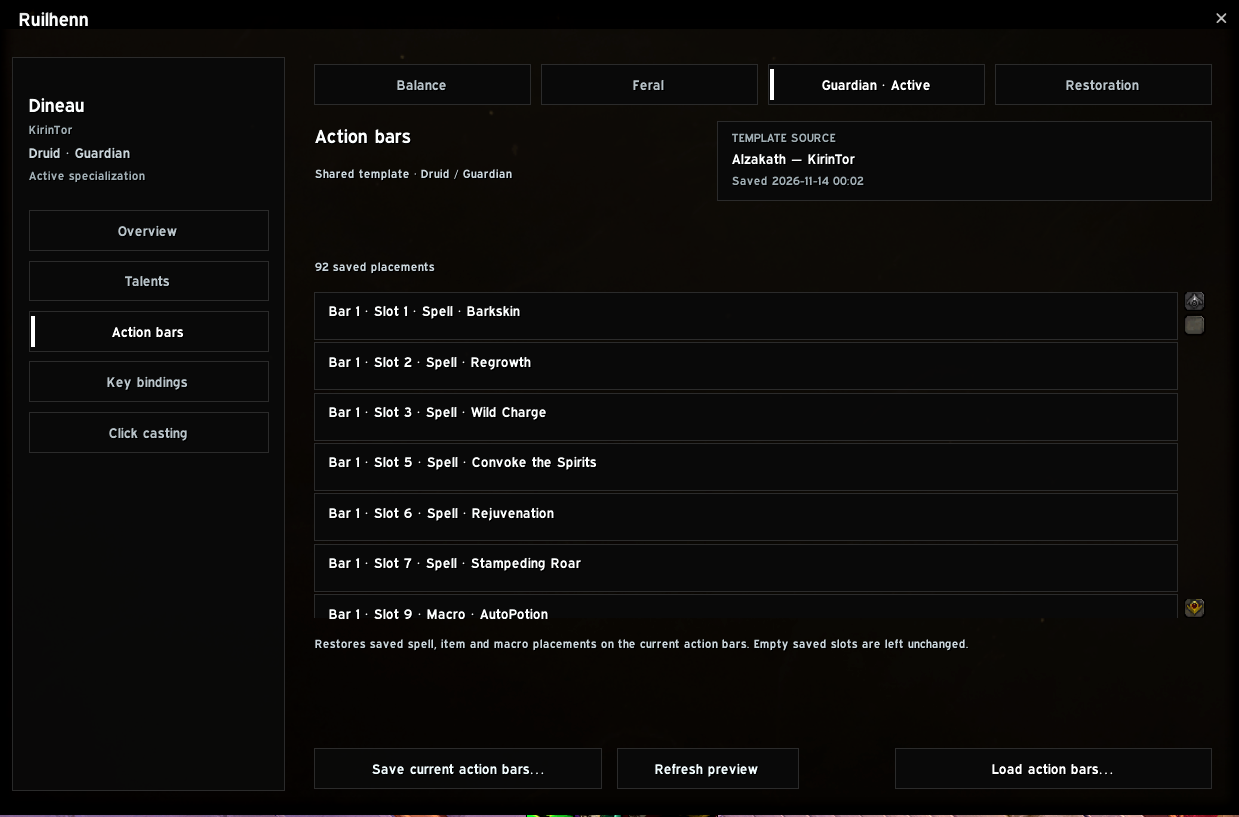 Ruilhenn
Dineau
KirinTor
Druid · Guardian
Active specialization
Overview
Talents
Action bars
Key bindings
Click casting
Balance
Feral
Guardian · Active
Restoration
Action bars
Shared template · Druid / Guardian
TEMPLATE SOURCE
Alzakath — KirinTor
Saved 2026-11-14 00:02
92 saved placements
Bar 1 · Slot 1 · Spell · Barkskin
Bar 1 · Slot 2 · Spell · Regrowth
Bar 1 · Slot 3 · Spell · Wild Charge
Bar 1 · Slot 5 · Spell · Convoke the Spirits
Bar 1 · Slot 6 · Spell · Rejuvenation
Bar 1 · Slot 7 · Spell · Stampeding Roar
Bar 1 · Slot 9 · Macro · AutoPotion
Restores saved spell, item and macro placements on the current action bars. Empty saved slots are left unchanged.
Save current action bars...
Refresh preview
Load action bars...